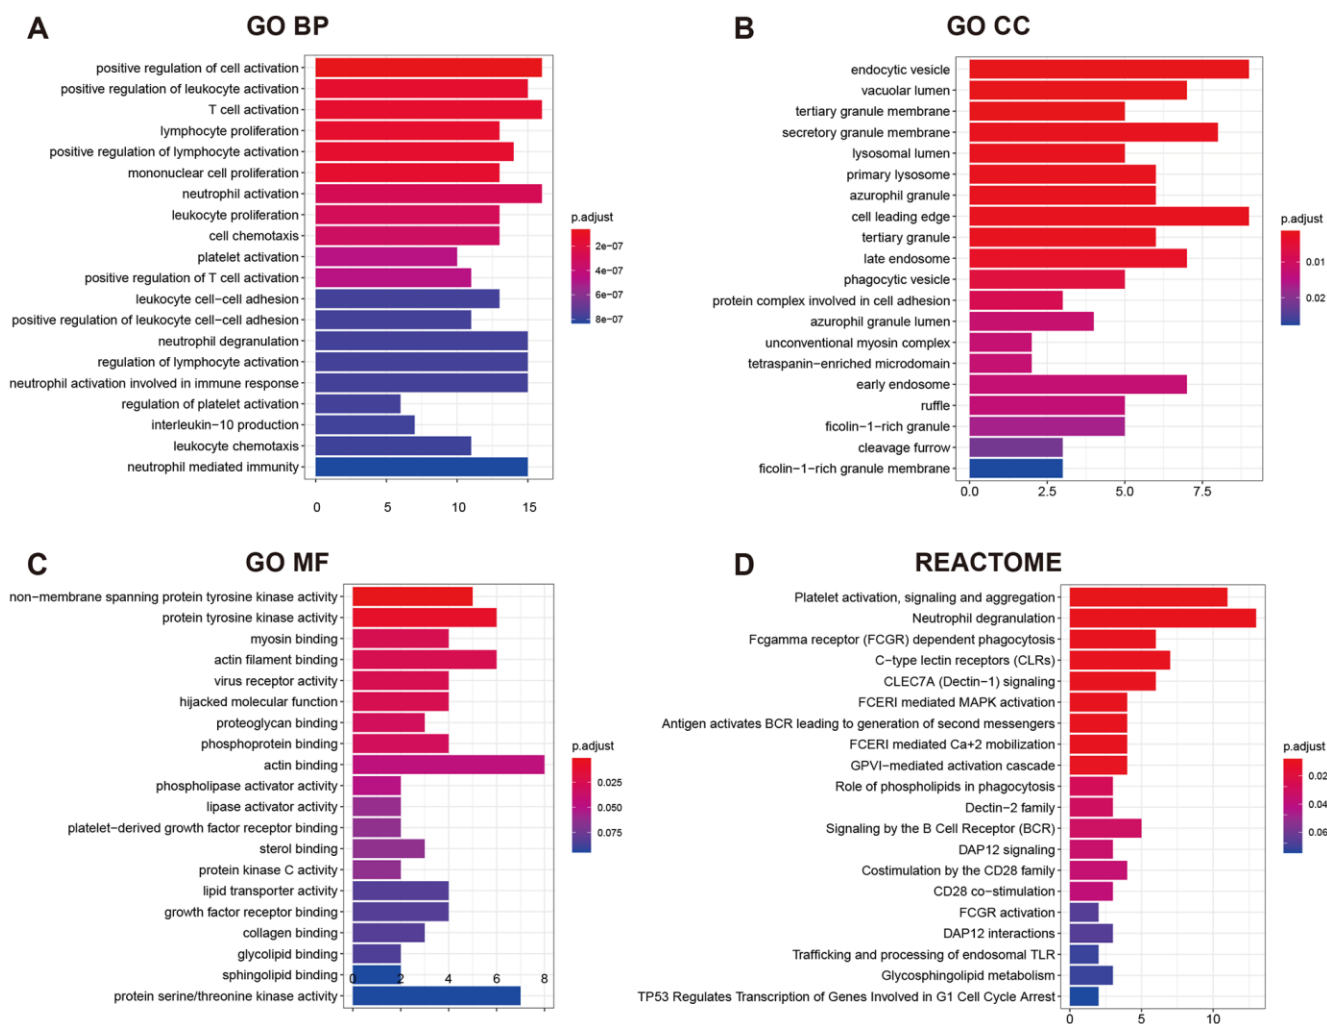 A
GO BP
positive regulation of cell activation
positive regulation of leukocyte activation
T cell activation
lymphocyte proliferation
positive regulation of lymphocyte activation
mononuclear cell proliferation
neutrophil activation
leukocyte proliferation
cell chemotaxis
platelet activation
positive regulation of T cell activation
leukocyte cell−cell adhesion
positive regulation of leukocyte cell−cell adhesion
neutrophil degranulation
regulation of lymphocyte activation
neutrophil activation involved in immune response
regulation of platelet activation
interleukin−10 production
leukocyte chemotaxis
neutrophil mediated immunity
0 5 10 15
p.adjust
2e−07
4e−07
6e−07
8e−07
B
GO CC
endocytic vesicle
vacuolar lumen
tertiary granule membrane
secretory granule membrane
lysosomal lumen
primary lysosome
azurophil granule
cell leading edge
tertiary granule
late endosome
phagocytic vesicle
protein complex involved in cell adhesion
azurophil granule lumen
unconventional myosin complex
tetraspanin−enriched microdomain
early endosome
ruffle
ficolin−1−rich granule
cleavage furrow
ficolin−1−rich granule membrane
0.0 2.5 5.0 7.5
p.adjust
0.01
0.02
C
GO MF
non−membrane spanning protein tyrosine kinase activity
protein tyrosine kinase activity
myosin binding
actin filament binding
virus receptor activity
hijacked molecular function
proteoglycan binding
phosphoprotein binding
actin binding
phospholipase activator activity
lipase activator activity
platelet−derived growth factor receptor binding
sterol binding
protein kinase C activity
lipid transporter activity
growth factor receptor binding
collagen binding
glycolipid binding
sphingolipid binding
protein serine/threonine kinase activity
0 2 4 6 8
p.adjust
0.025
0.050
0.075
D
REACTOME
Platelet activation, signaling and aggregation
Neutrophil degranulation
Fcgamma receptor (FCGR) dependent phagocytosis
C−type lectin receptors (CLRs)
CLEC7A (Dectin−1) signaling
FCERI mediated MAPK activation
Antigen activates BCR leading to generation of second messengers
FCERI mediated Ca+2 mobilization
GPVI−mediated activation cascade
Role of phospholipids in phagocytosis
Dectin−2 family
Signaling by the B Cell Receptor (BCR)
DAP12 signaling
Costimulation by the CD28 family
CD28 co−stimulation
FCGR activation
DAP12 interactions
Trafficking and processing of endosomal TLR
Glycosphingolipid metabolism
TP53 Regulates Transcription of Genes Involved in G1 Cell Cycle Arrest
0 5 10
p.adjust
0.02
0.04
0.06